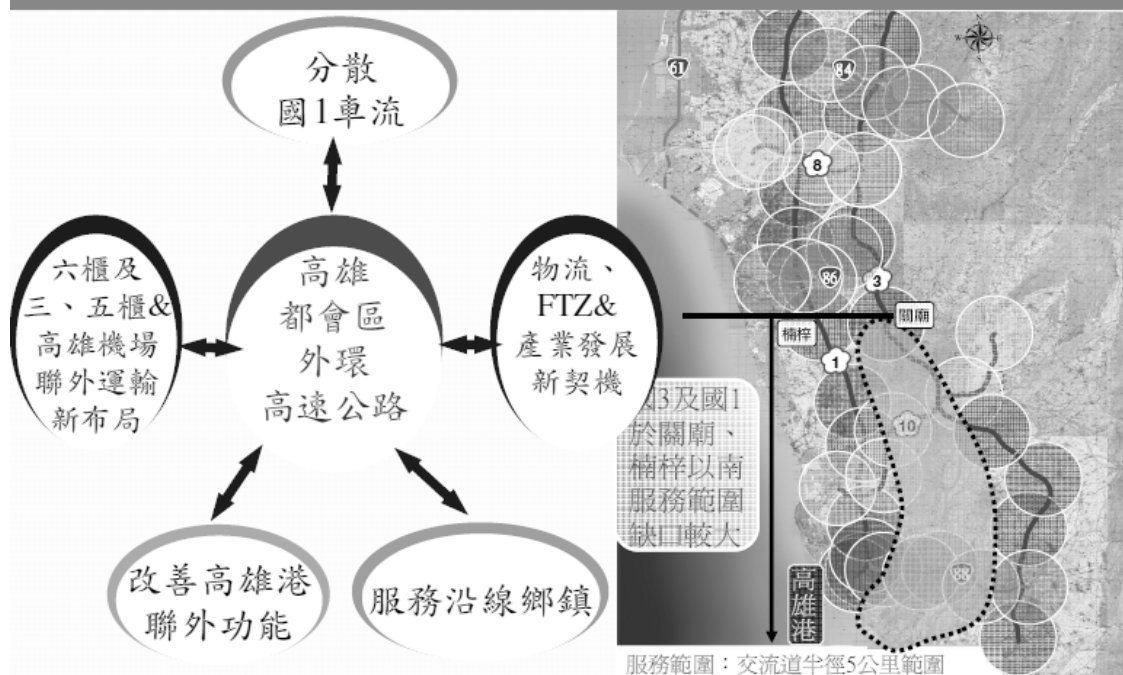 分散
國1車流
六櫃及
三、五櫃&
高雄機場
聯外運輸
新布局
高雄
都會區
外環
高速公路
物流、
FTZ&
產業發展
新契機
改善高雄港
聯外功能
服務沿線鄉鎮
N
W
E
S
61
84
8
86
3
關廟
楠梓
1
國3及國1
於關廟、
楠梓以南
服務範圍
缺口較大
10
88
高雄港
服務範圍：交流道半徑5公里範圍